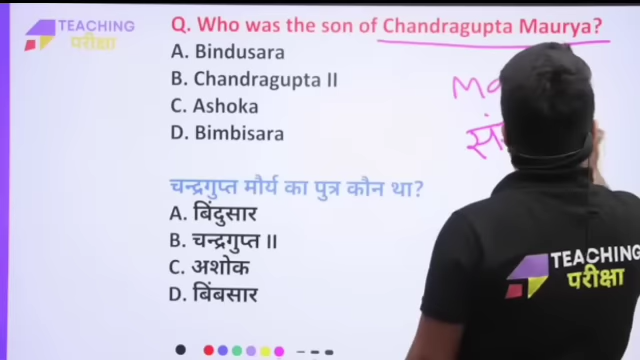 TEACHING
परीक्षा
Q. Who was the son of Chandragupta Maurya?
A. Bindusara
B. Chandragupta II
C. Ashoka
D. Bimbisara
चन्द्रगुप्त मौर्य का पुत्र कौन था?
A. बिंदुसार
B. चन्द्रगुप्त II
C. अशोक
D. बिंबसार
TEACHING
परीक्षा